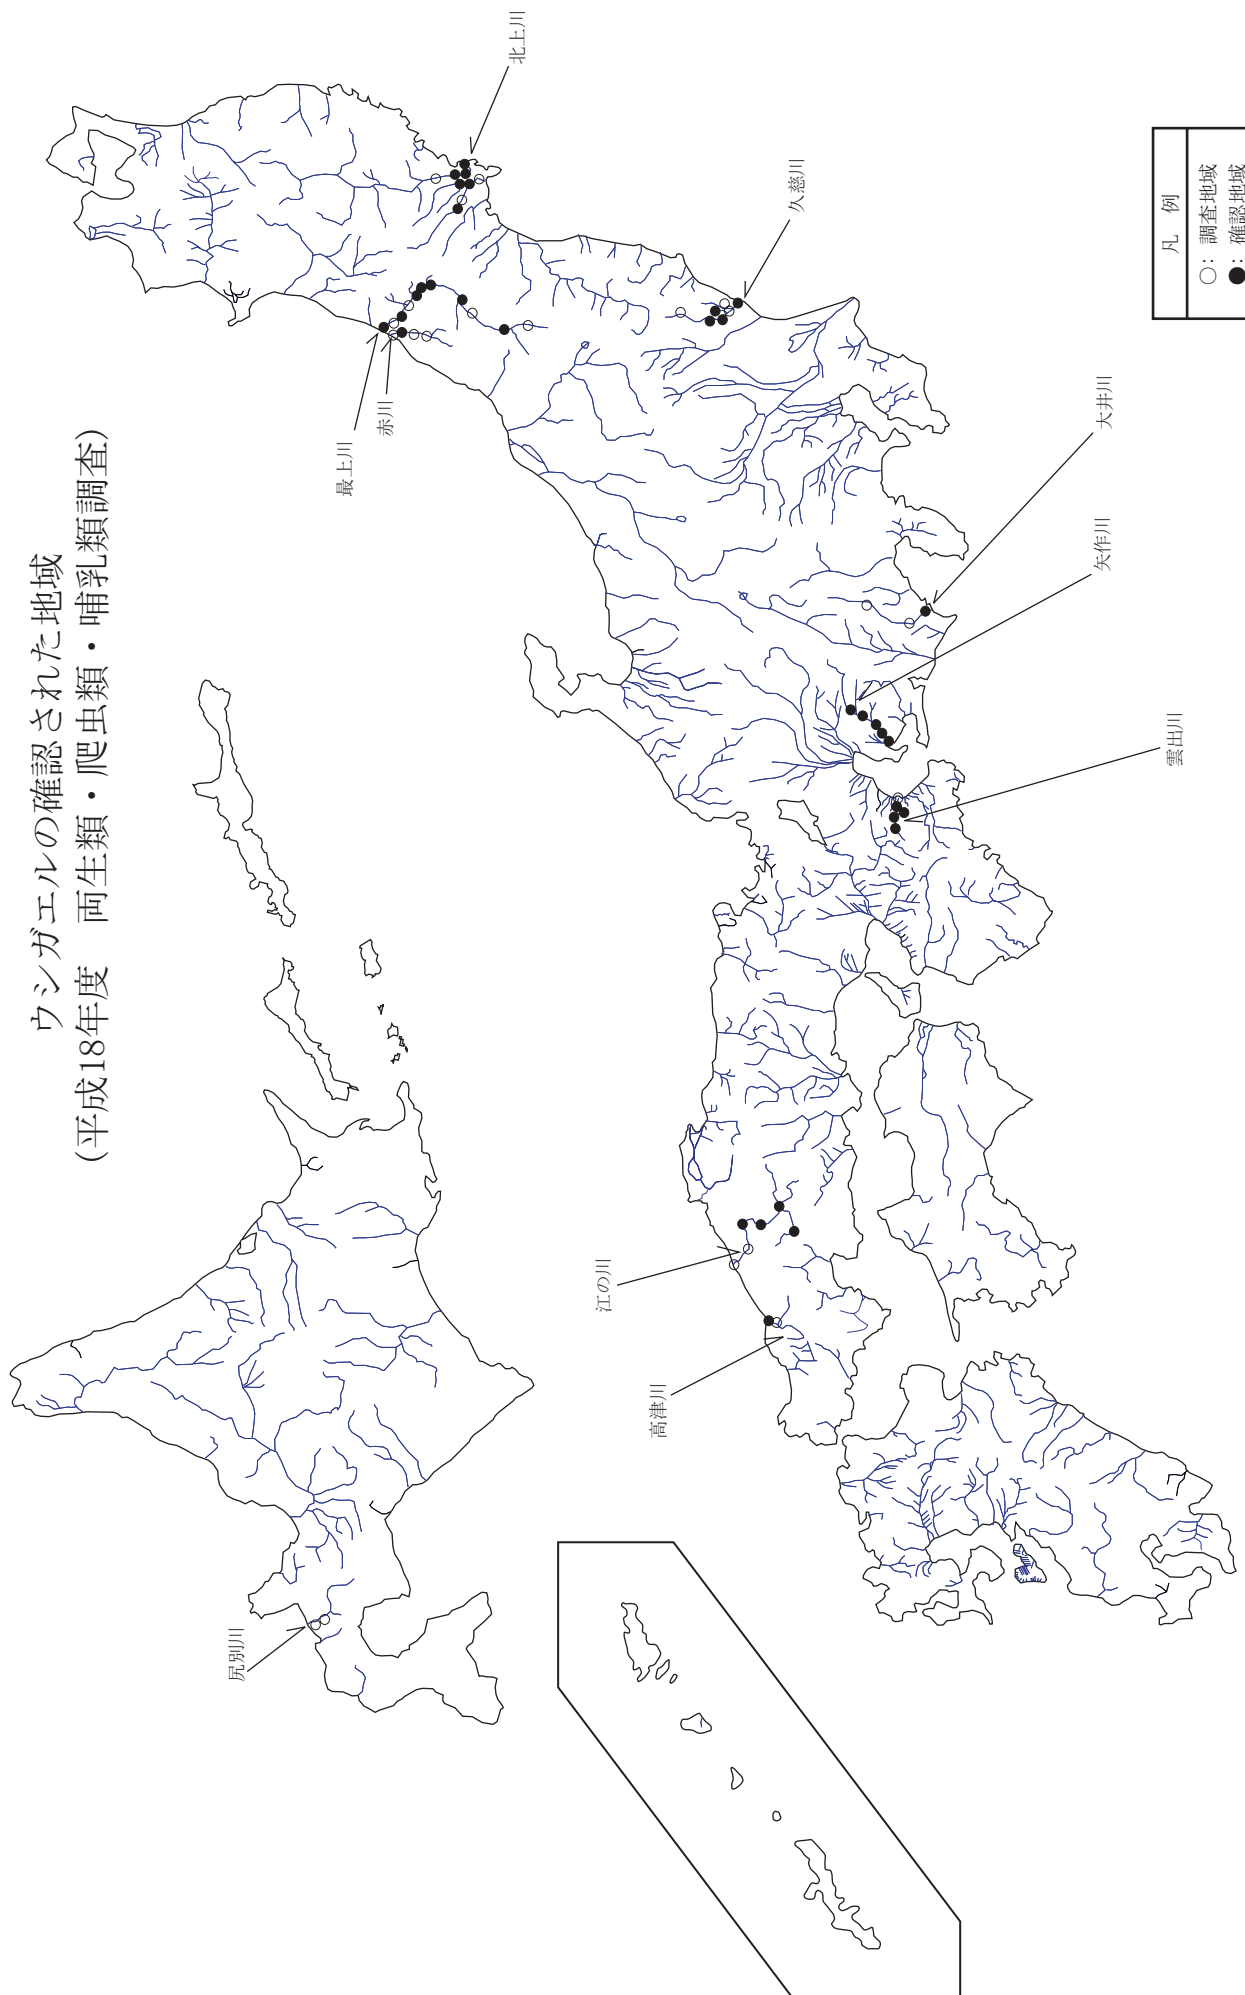 ウシガエルの確認された地域
(平成18年度　両生類・爬虫類・哺乳類調査)
尻別川
北上川
最上川
赤川
久慈川
大井川
矢作川
雲出川
江の川
高津川
凡 例
○：調査地域
●：確認地域